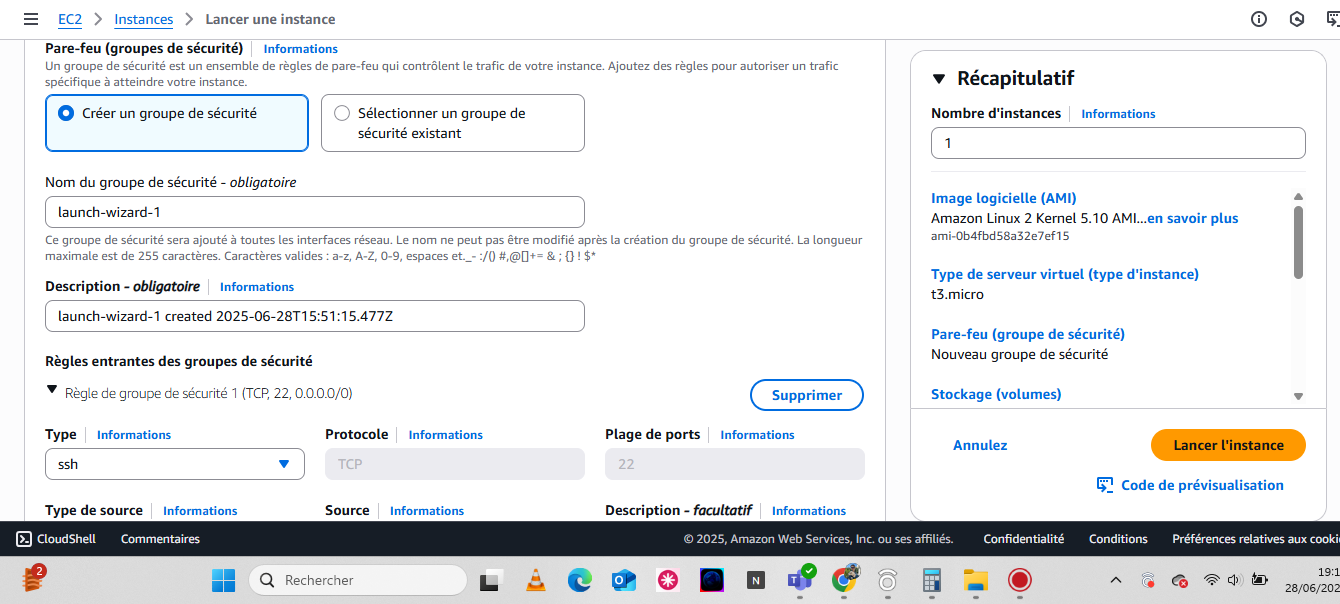 EC2 > Instances > Lancer une instance
Pare-feu (groupes de sécurité) Informations
Un groupe de sécurité est un ensemble de règles de pare-feu qui contrôlent le trafic de votre instance. Ajoutez des règles pour autoriser un trafic
spécifique à atteindre votre instance.
Créer un groupe de sécurité
Sélectionner un groupe de
sécurité existant
Nom du groupe de sécurité - obligatoire
launch-wizard-1
Ce groupe de sécurité sera ajouté à toutes les interfaces réseau. Le nom ne peut pas être modifié après la création du groupe de sécurité. La longueur
maximale est de 255 caractères. Caractères valides : a-z, A-Z, 0-9, espaces et._- :/() #,@[]+= & ; {} ! $*
Description - obligatoire Informations
launch-wizard-1 created 2025-06-28T15:51:15.477Z
Règles entrantes des groupes de sécurité
Règle de groupe de sécurité 1 (TCP, 22, 0.0.0.0/0)
Supprimer
Type Informations
Protocole Informations
Plage de ports Informations
ssh
TCP
22
Type de source Informations
Source Informations
Description - facultatif Informations
Récapitulatif
Nombre d'instances Informations
1
Image logicielle (AMI)
Amazon Linux 2 Kernel 5.10 AMI...en savoir plus
ami-0b4fbd58a32e7ef15
Type de serveur virtuel (type d'instance)
t3.micro
Pare-feu (groupe de sécurité)
Nouveau groupe de sécurité
Stockage (volumes)
Annulez
Lancer l'instance
Code de prévisualisation
CloudShell Commentaires
© 2025, Amazon Web Services, Inc. ou ses affiliés. Confidentialité Conditions Préférences relatives aux cooki
2
Rechercher
N
19:1
28/06/202